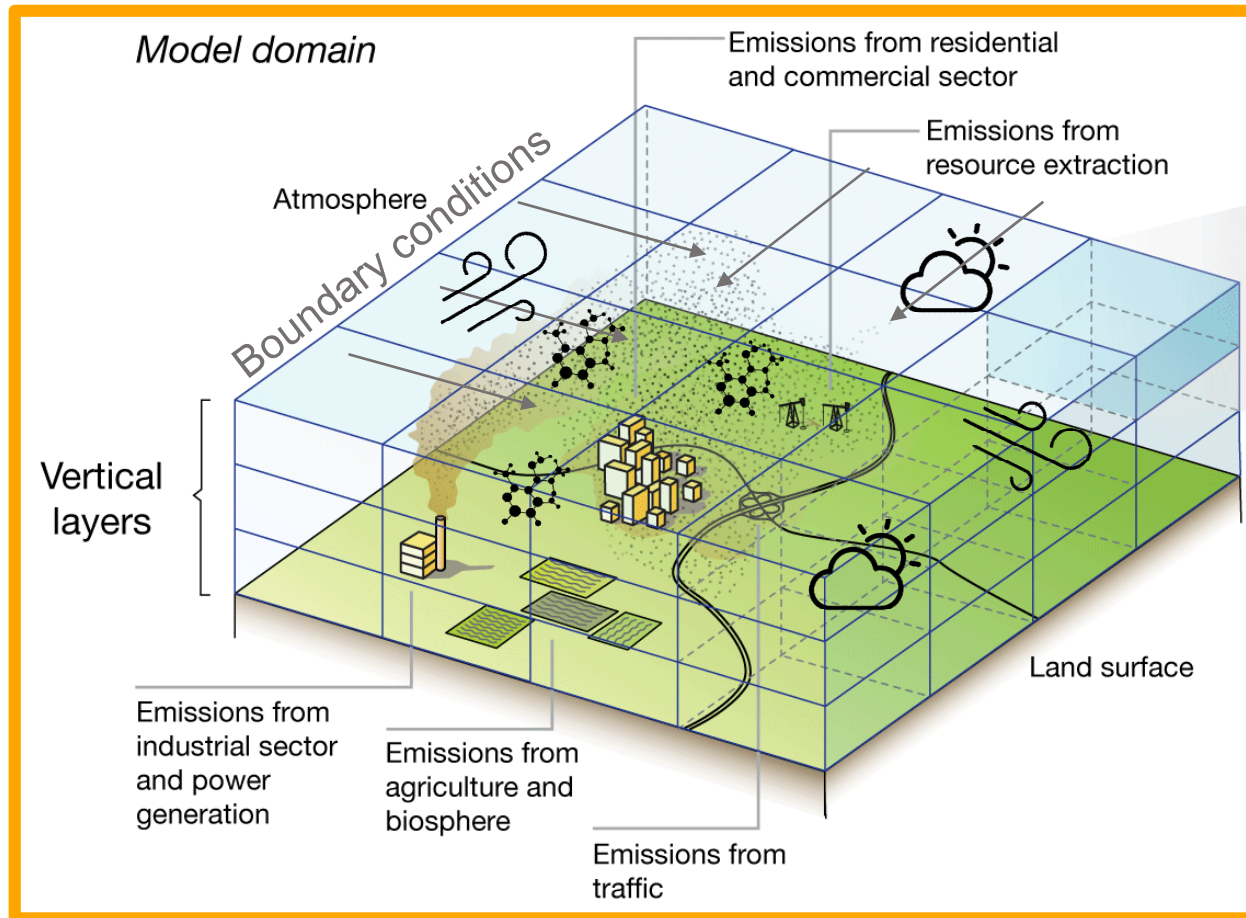 Model domain
Emissions from residential
and commercial sector
Emissions from
resource extraction
Atmosphere
Boundary conditions
Vertical
layers
Land surface
Emissions from
industrial sector
and power
generation
Emissions from
agriculture and
biosphere
Emissions from
traffic